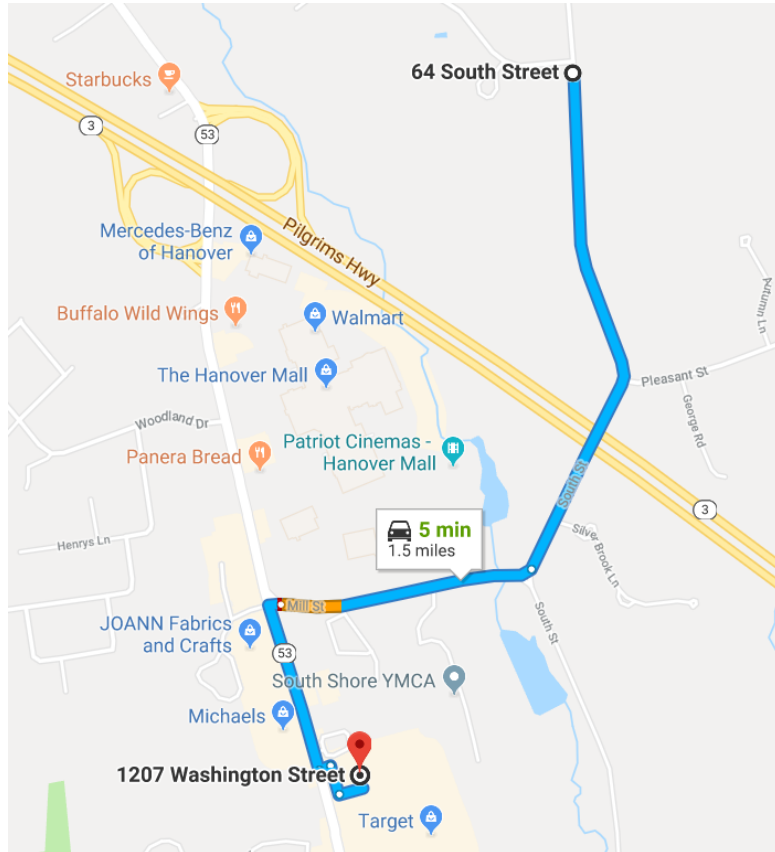 64 South Street
Starbucks
53
3
Pilgrims Hwy
Mercedes-Benz
of Hanover
Autumn Ln
Buffalo Wild Wings
Walmart
The Hanover Mall
Pleasant St
George Rd
Woodland Dr
Patriot Cinemas -
Hanover Mall
Panera Bread
South St
3
5 min
1.5 miles
Silver Brook Ln
Henrys Ln
Mill St
South St
JOANN Fabrics
and Crafts
53
South Shore YMCA
Michaels
1207 Washington Street
Target